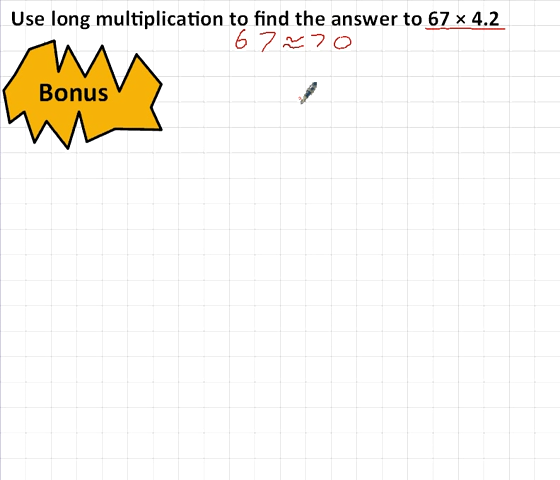 Use long multiplication to find the answer to 67 × 4.2
67≈70
Bonus